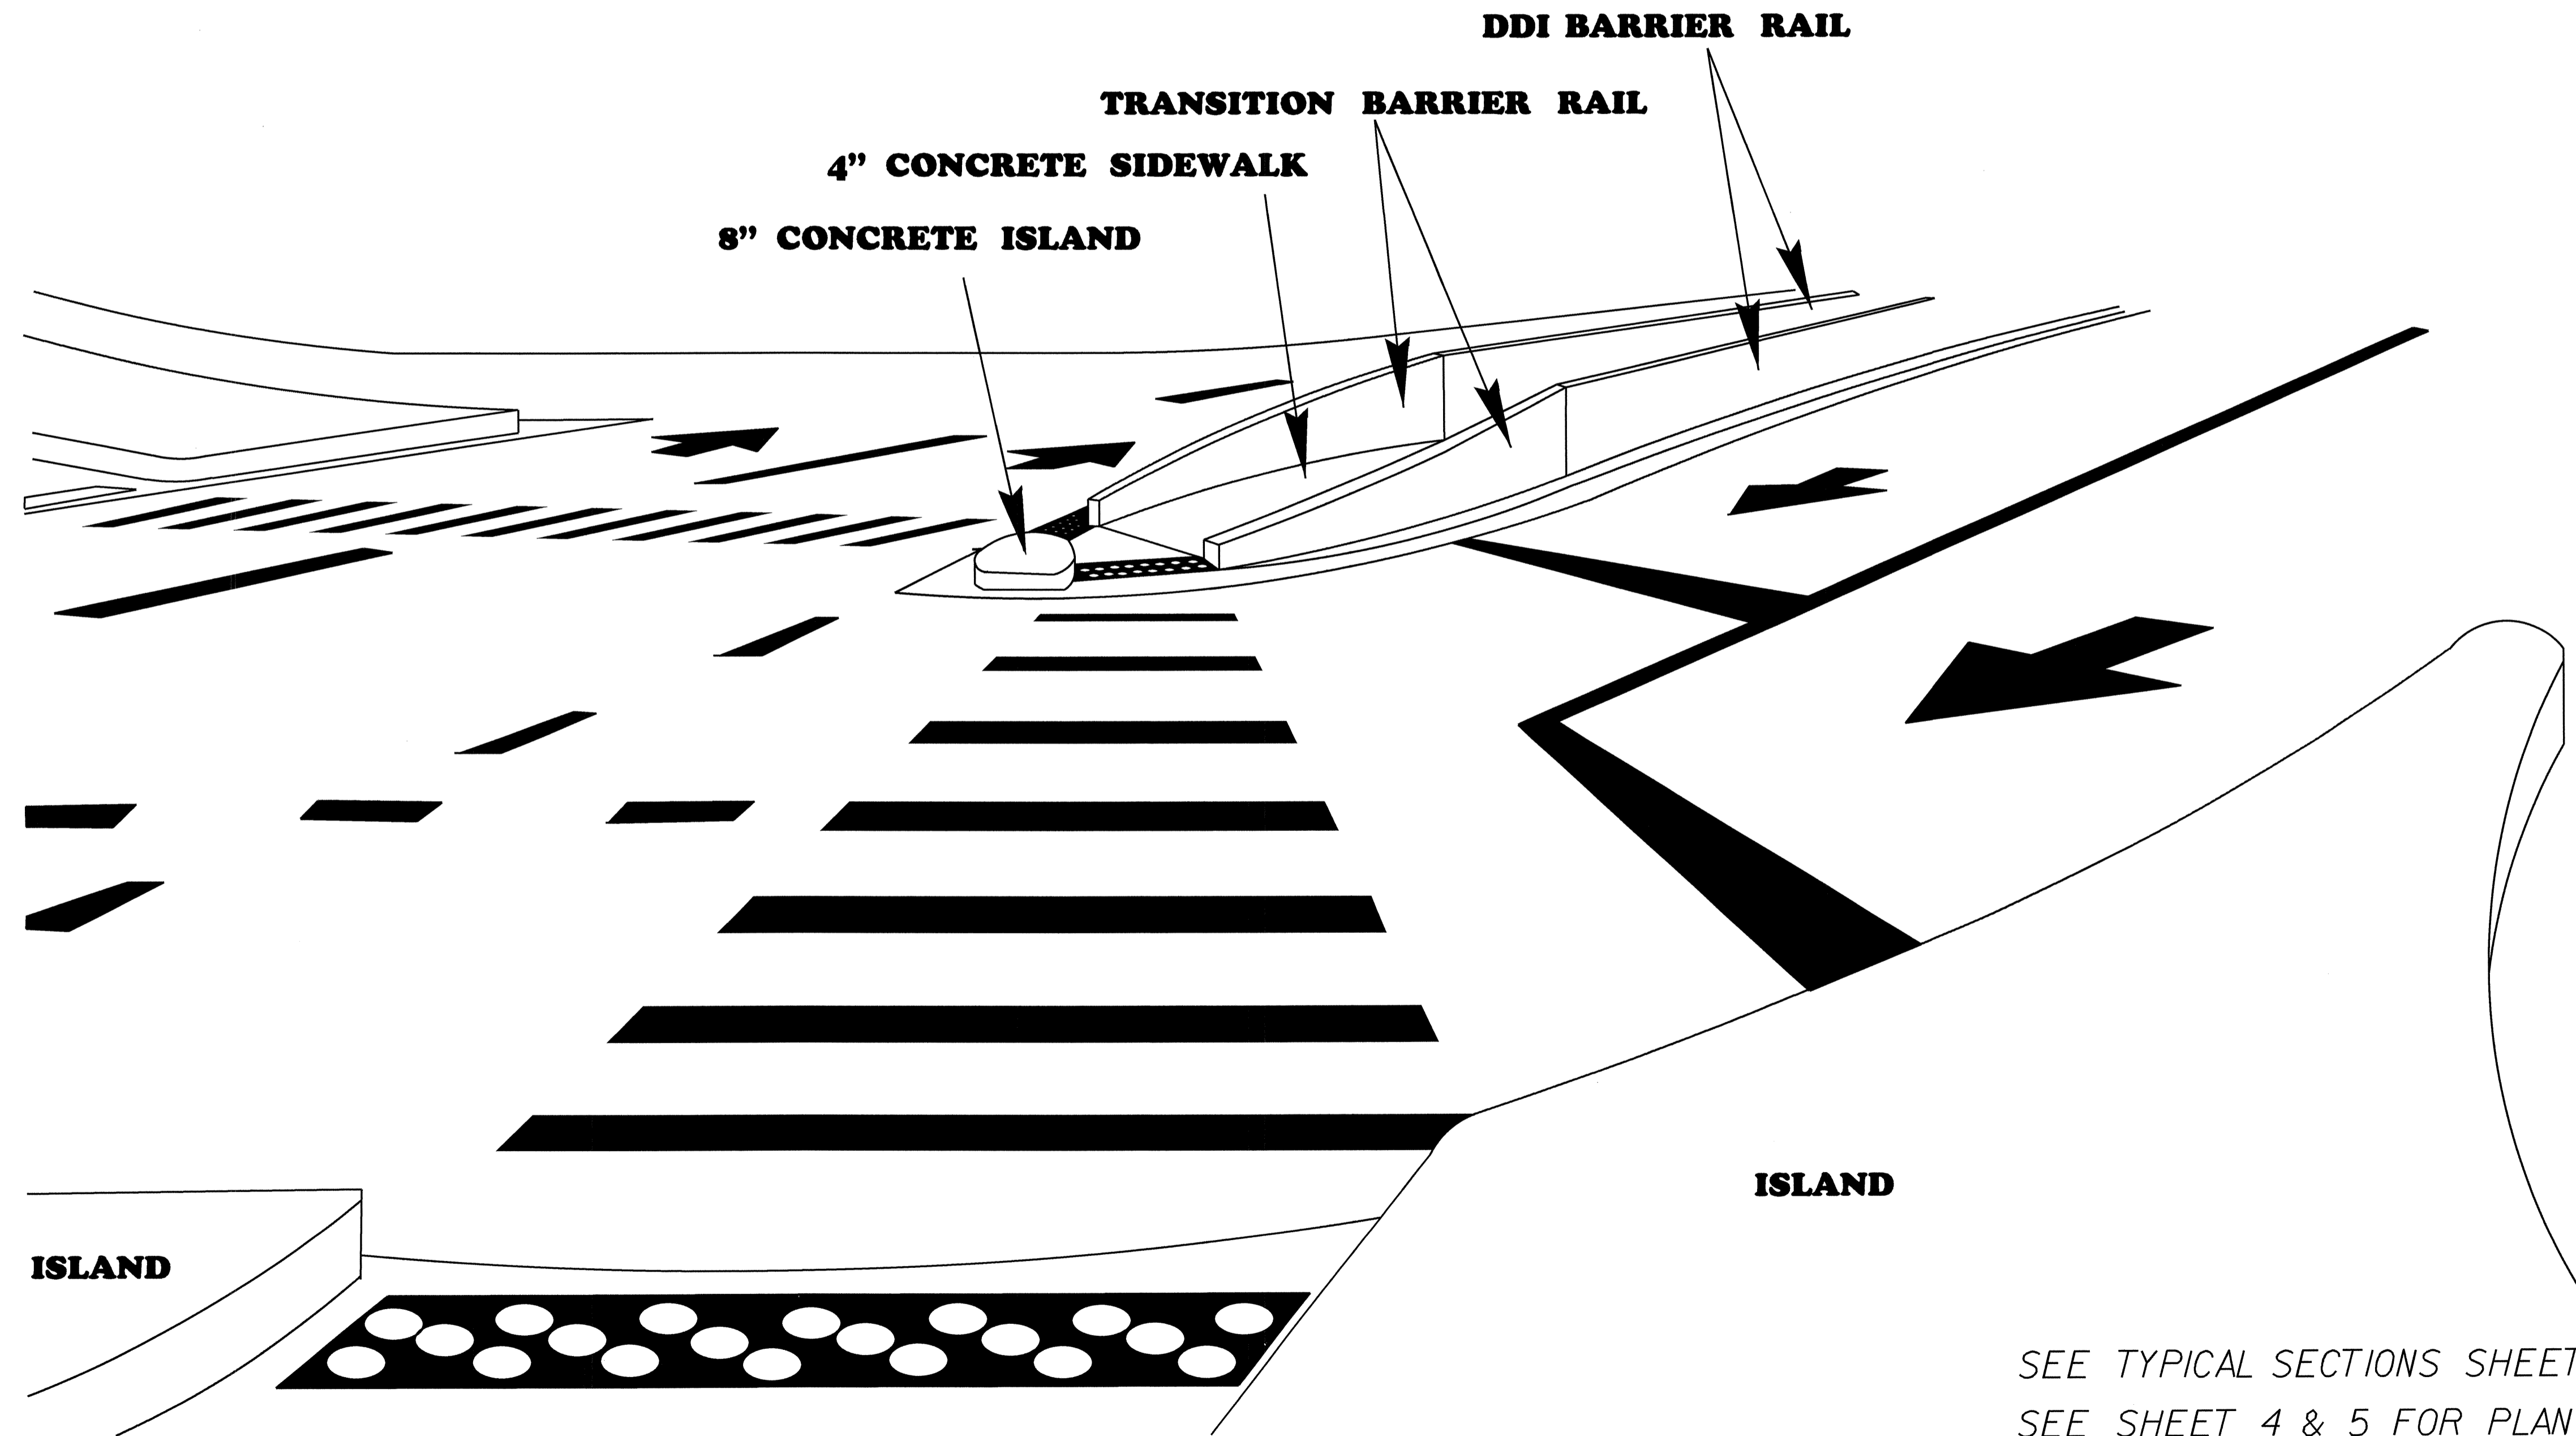 DDI BARRIER RAIL
TRANSITION BARRIER RAIL
4” CONCRETE SIDEWALK
8” CONCRETE ISLAND
ISLAND
ISLAND
SEE TYPICAL SECTIONS SHEET
SEE SHEET 4 & 5 FOR PLAN